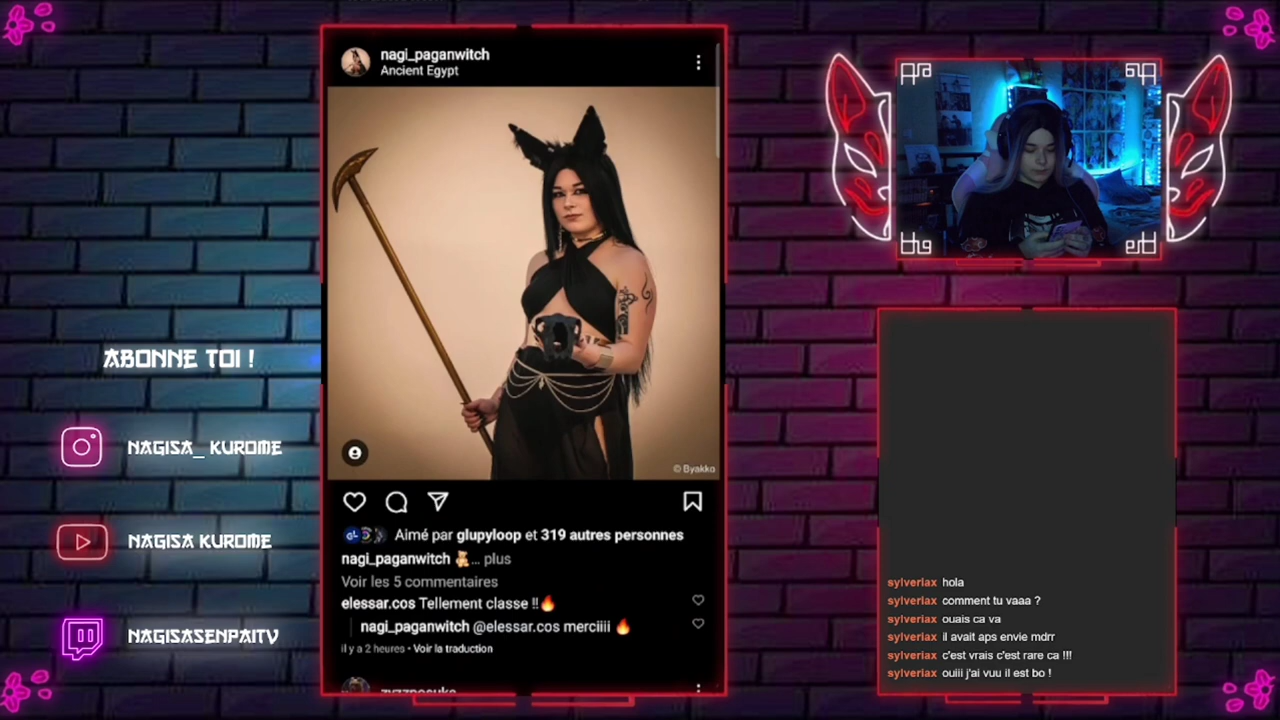 nagi_paganwitch
Ancient Egypt
© Byakko
Aimé par glupyloop et 319 autres personnes
nagi_paganwitch 🧸... plus
Voir les 5 commentaires
elessar.cos Tellement classe !!🔥
nagi_paganwitch @elessar.cos merciiii 🔥
il y a 2 heures • Voir la traduction
ABONNE TOI !
NAGISA_ KUROME
NAGISA KUROME
NAGISASENPAITV
sylveriax hola
sylveriax comment tu vaaa ?
sylveriax ouais ca va
sylveriax il avait aps envie mdrr
sylveriax c'est vrais c'est rare ca !!!
sylveriax ouiii j'ai vuu il est bo !